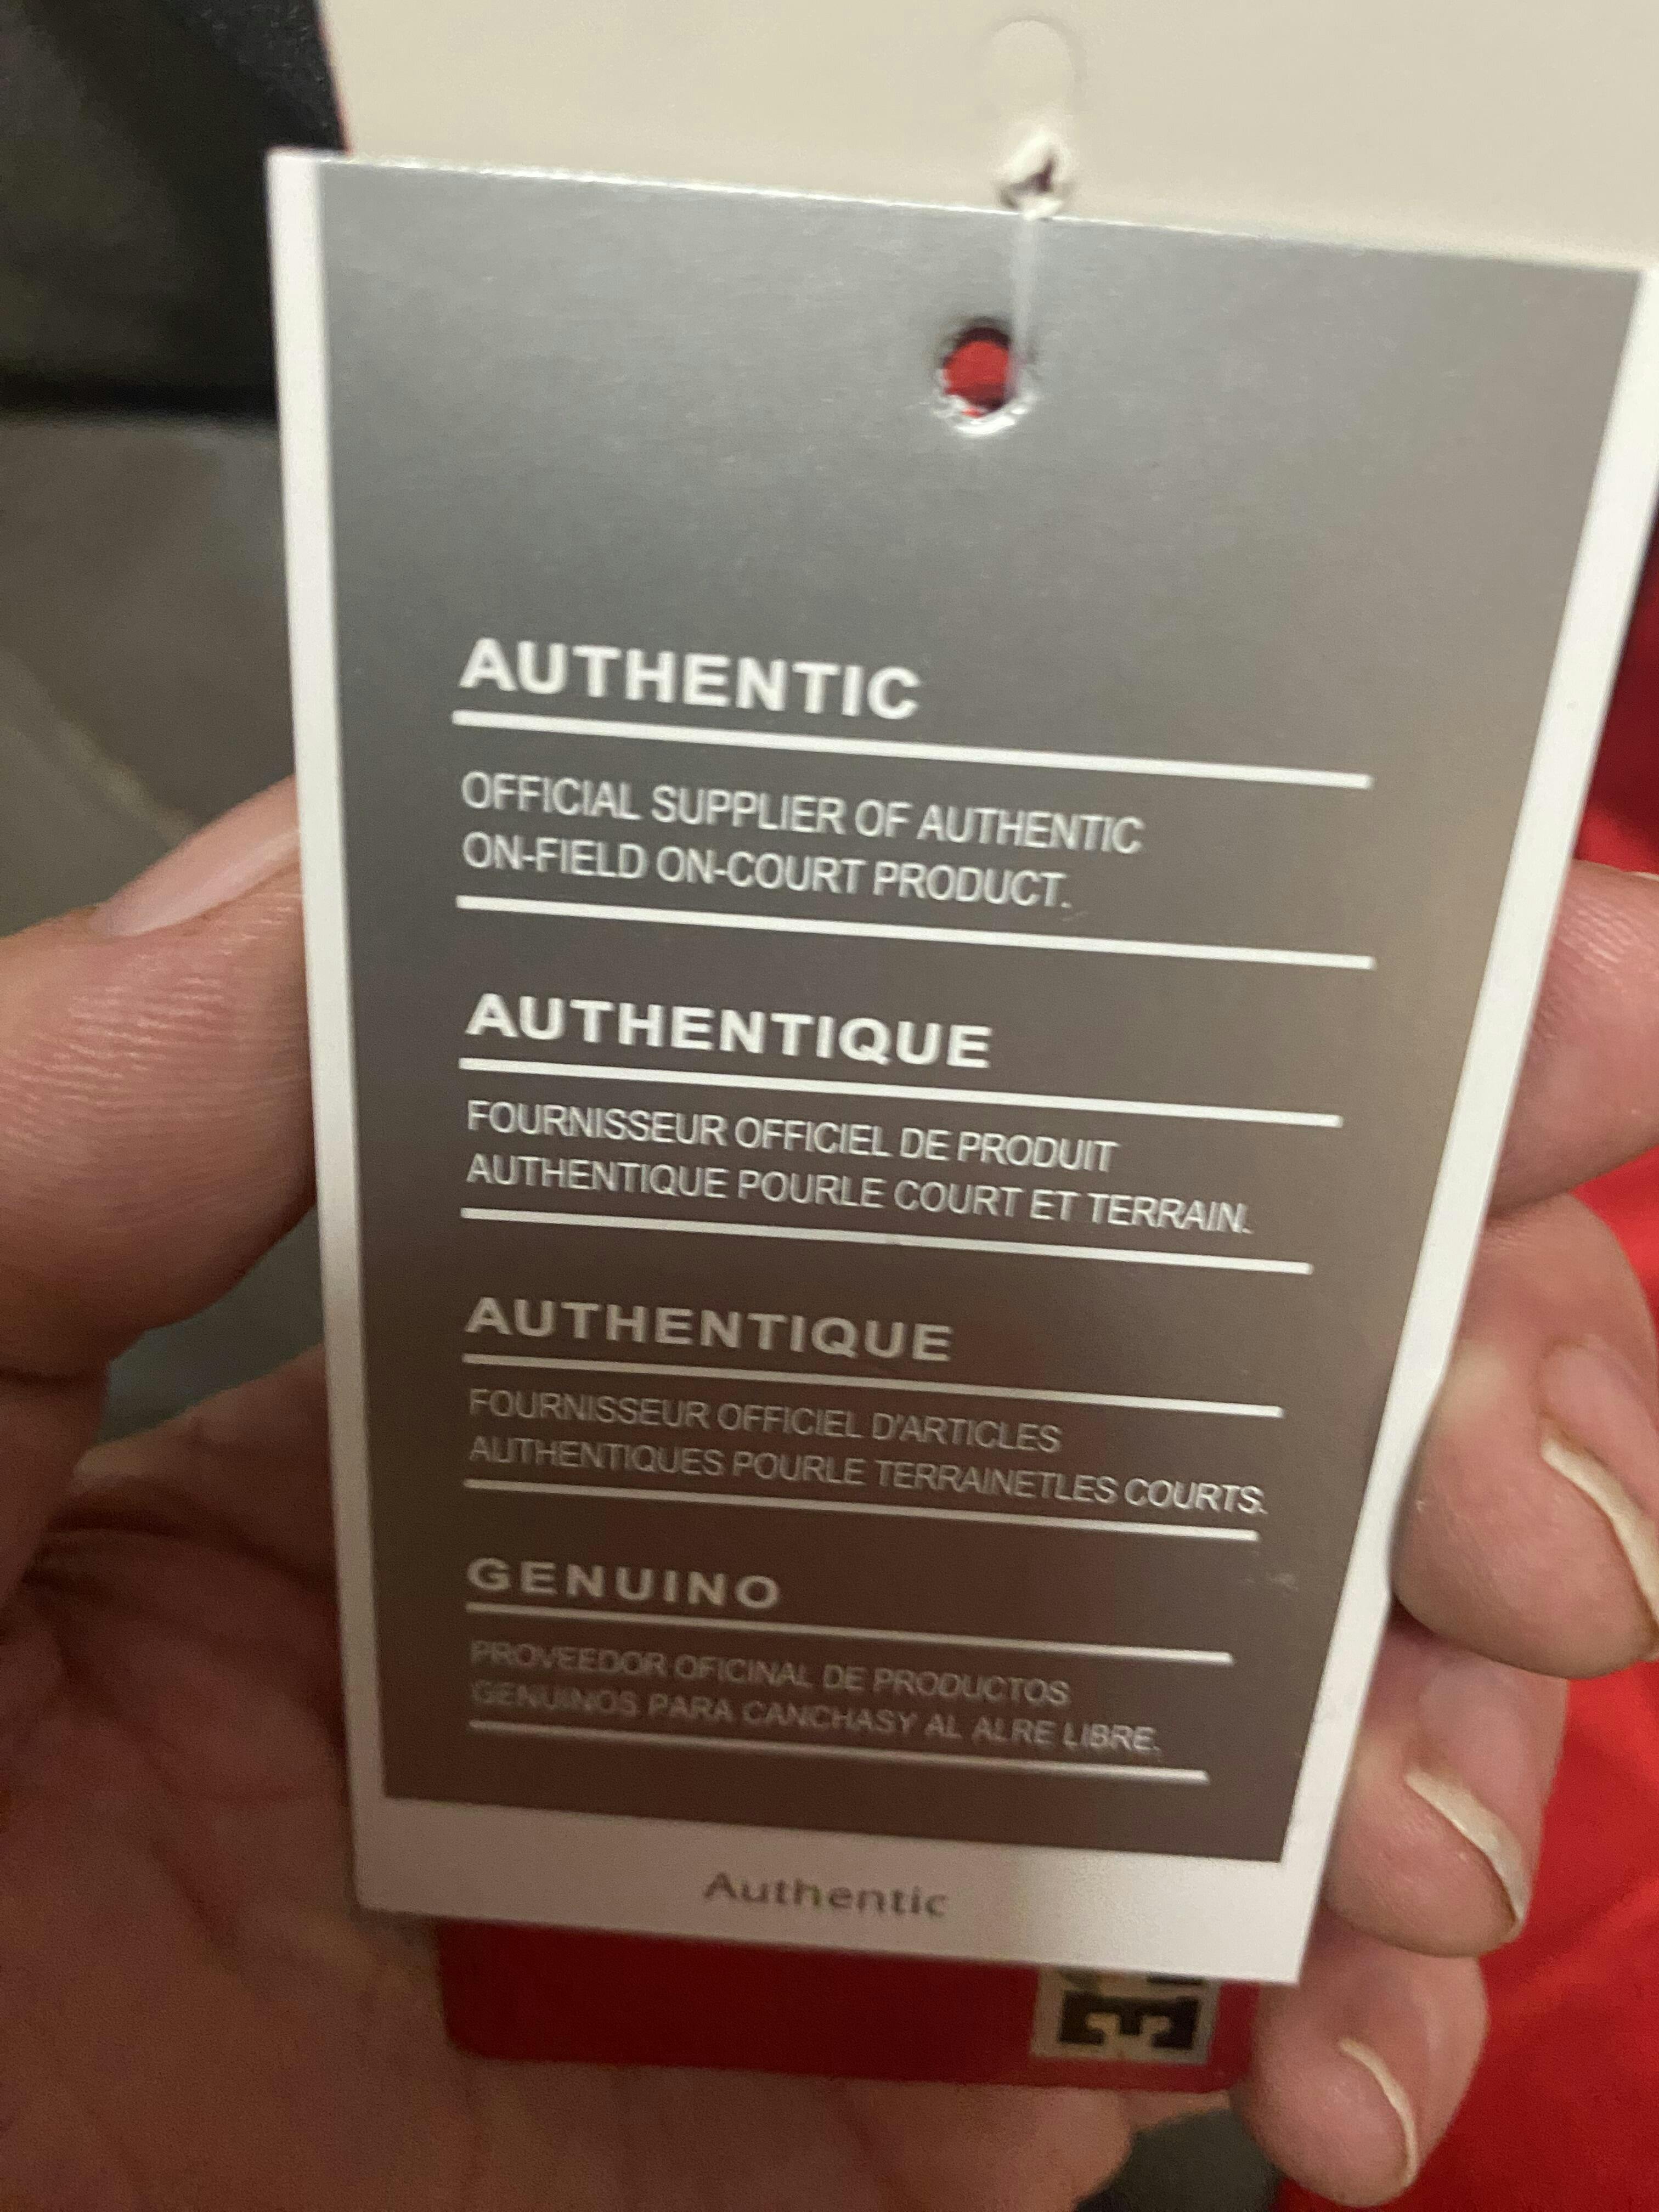 AUTHENTIC
OFFICIAL SUPPLIER OF AUTHENTIC
ON-FIELD ON-COURT PRODUCT.
AUTHENTIQUE
FOURNISSEUR OFFICIEL DE PRODUIT
AUTHENTIQUE POURLE COURT ET TERRAIN.
AUTHENTIQUE
FOURNISSEUR OFFICIEL D'ARTICLES
AUTHENTIQUES POURLE TERRAINETLES COURTS.
GENUINO
PROVEEDOR OFICINAL DE PRODUCTOS
GENUINOS PARA CANCHASY AL ALRE LIBRE.
Authentic